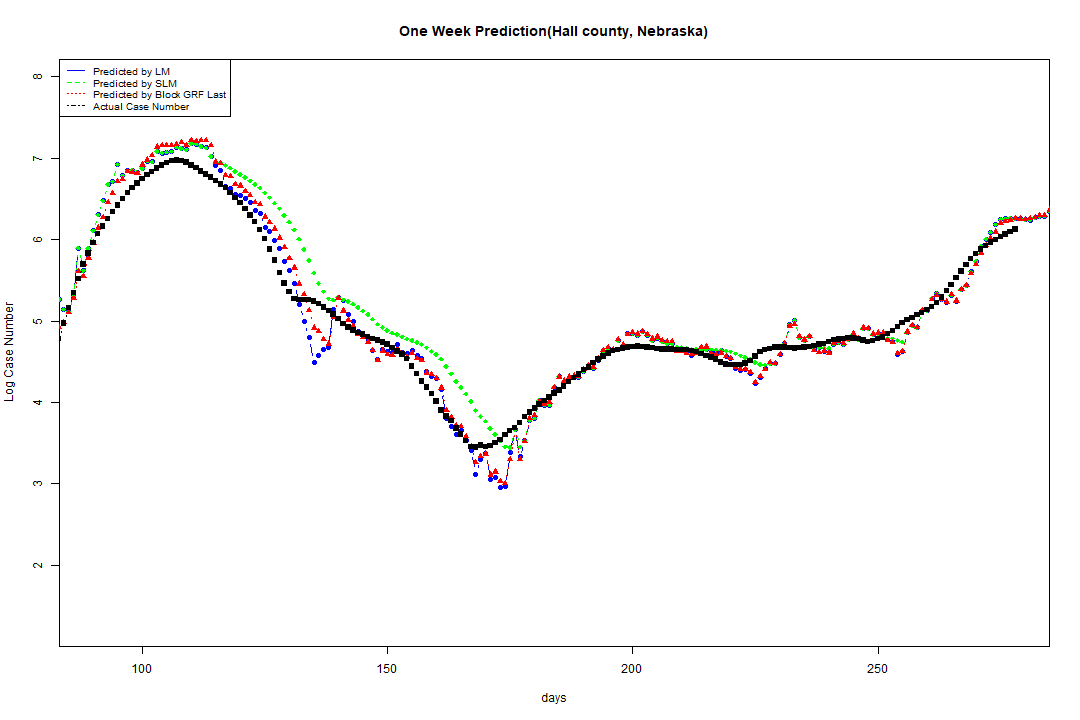 One Week Prediction(Hall county, Nebraska)
Predicted by LM
Predicted by SLM
Predicted by Block GRF Last
Actual Case Number
8
7
6
5
4
3
2
Log Case Number
100 150 200 250
days